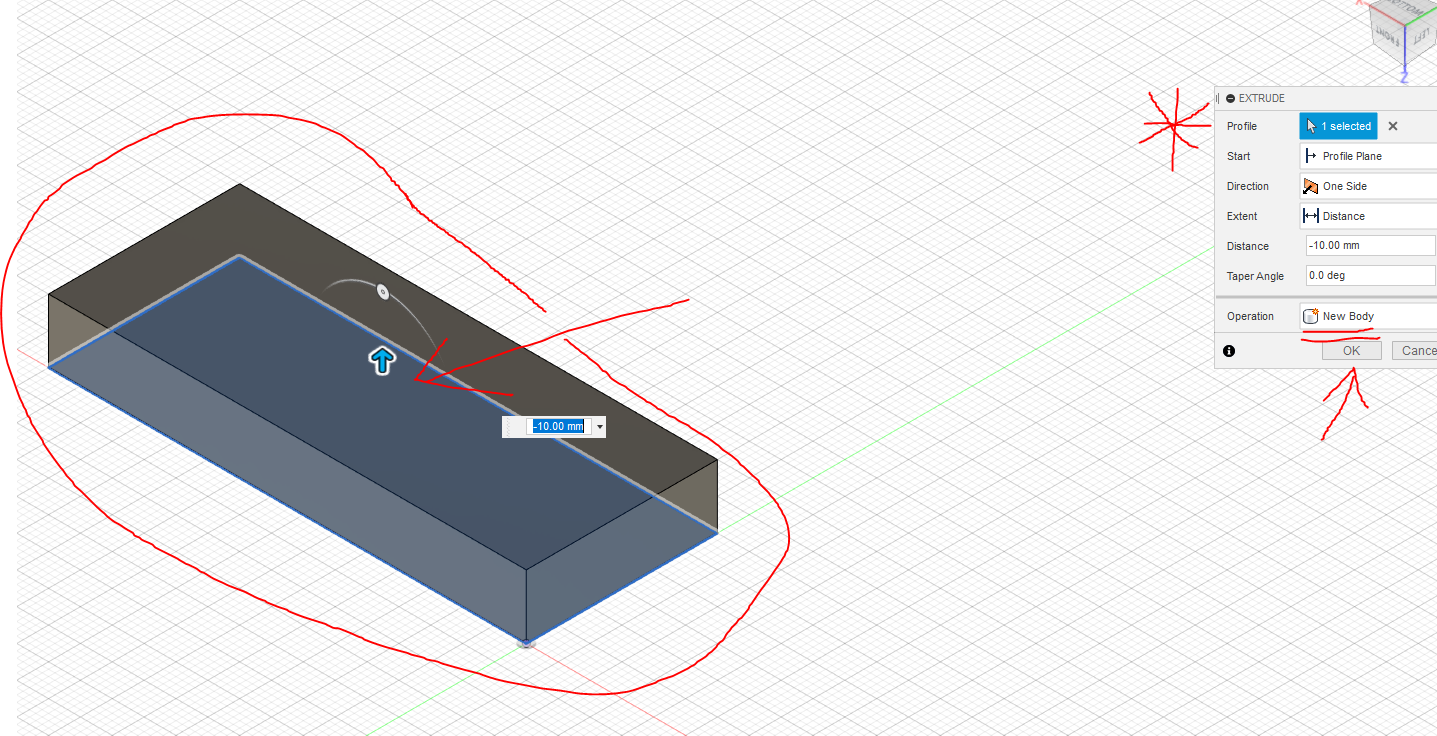 BOTTOM
FRONT
LEFT
X
Z
EXTRUDE
Profile
1 selected
Start
Profile Plane
Direction
One Side
Extent
Distance
Distance
-10.00 mm
Taper Angle
0.0 deg
Operation
New Body
OK
Cance
-10.00 mm